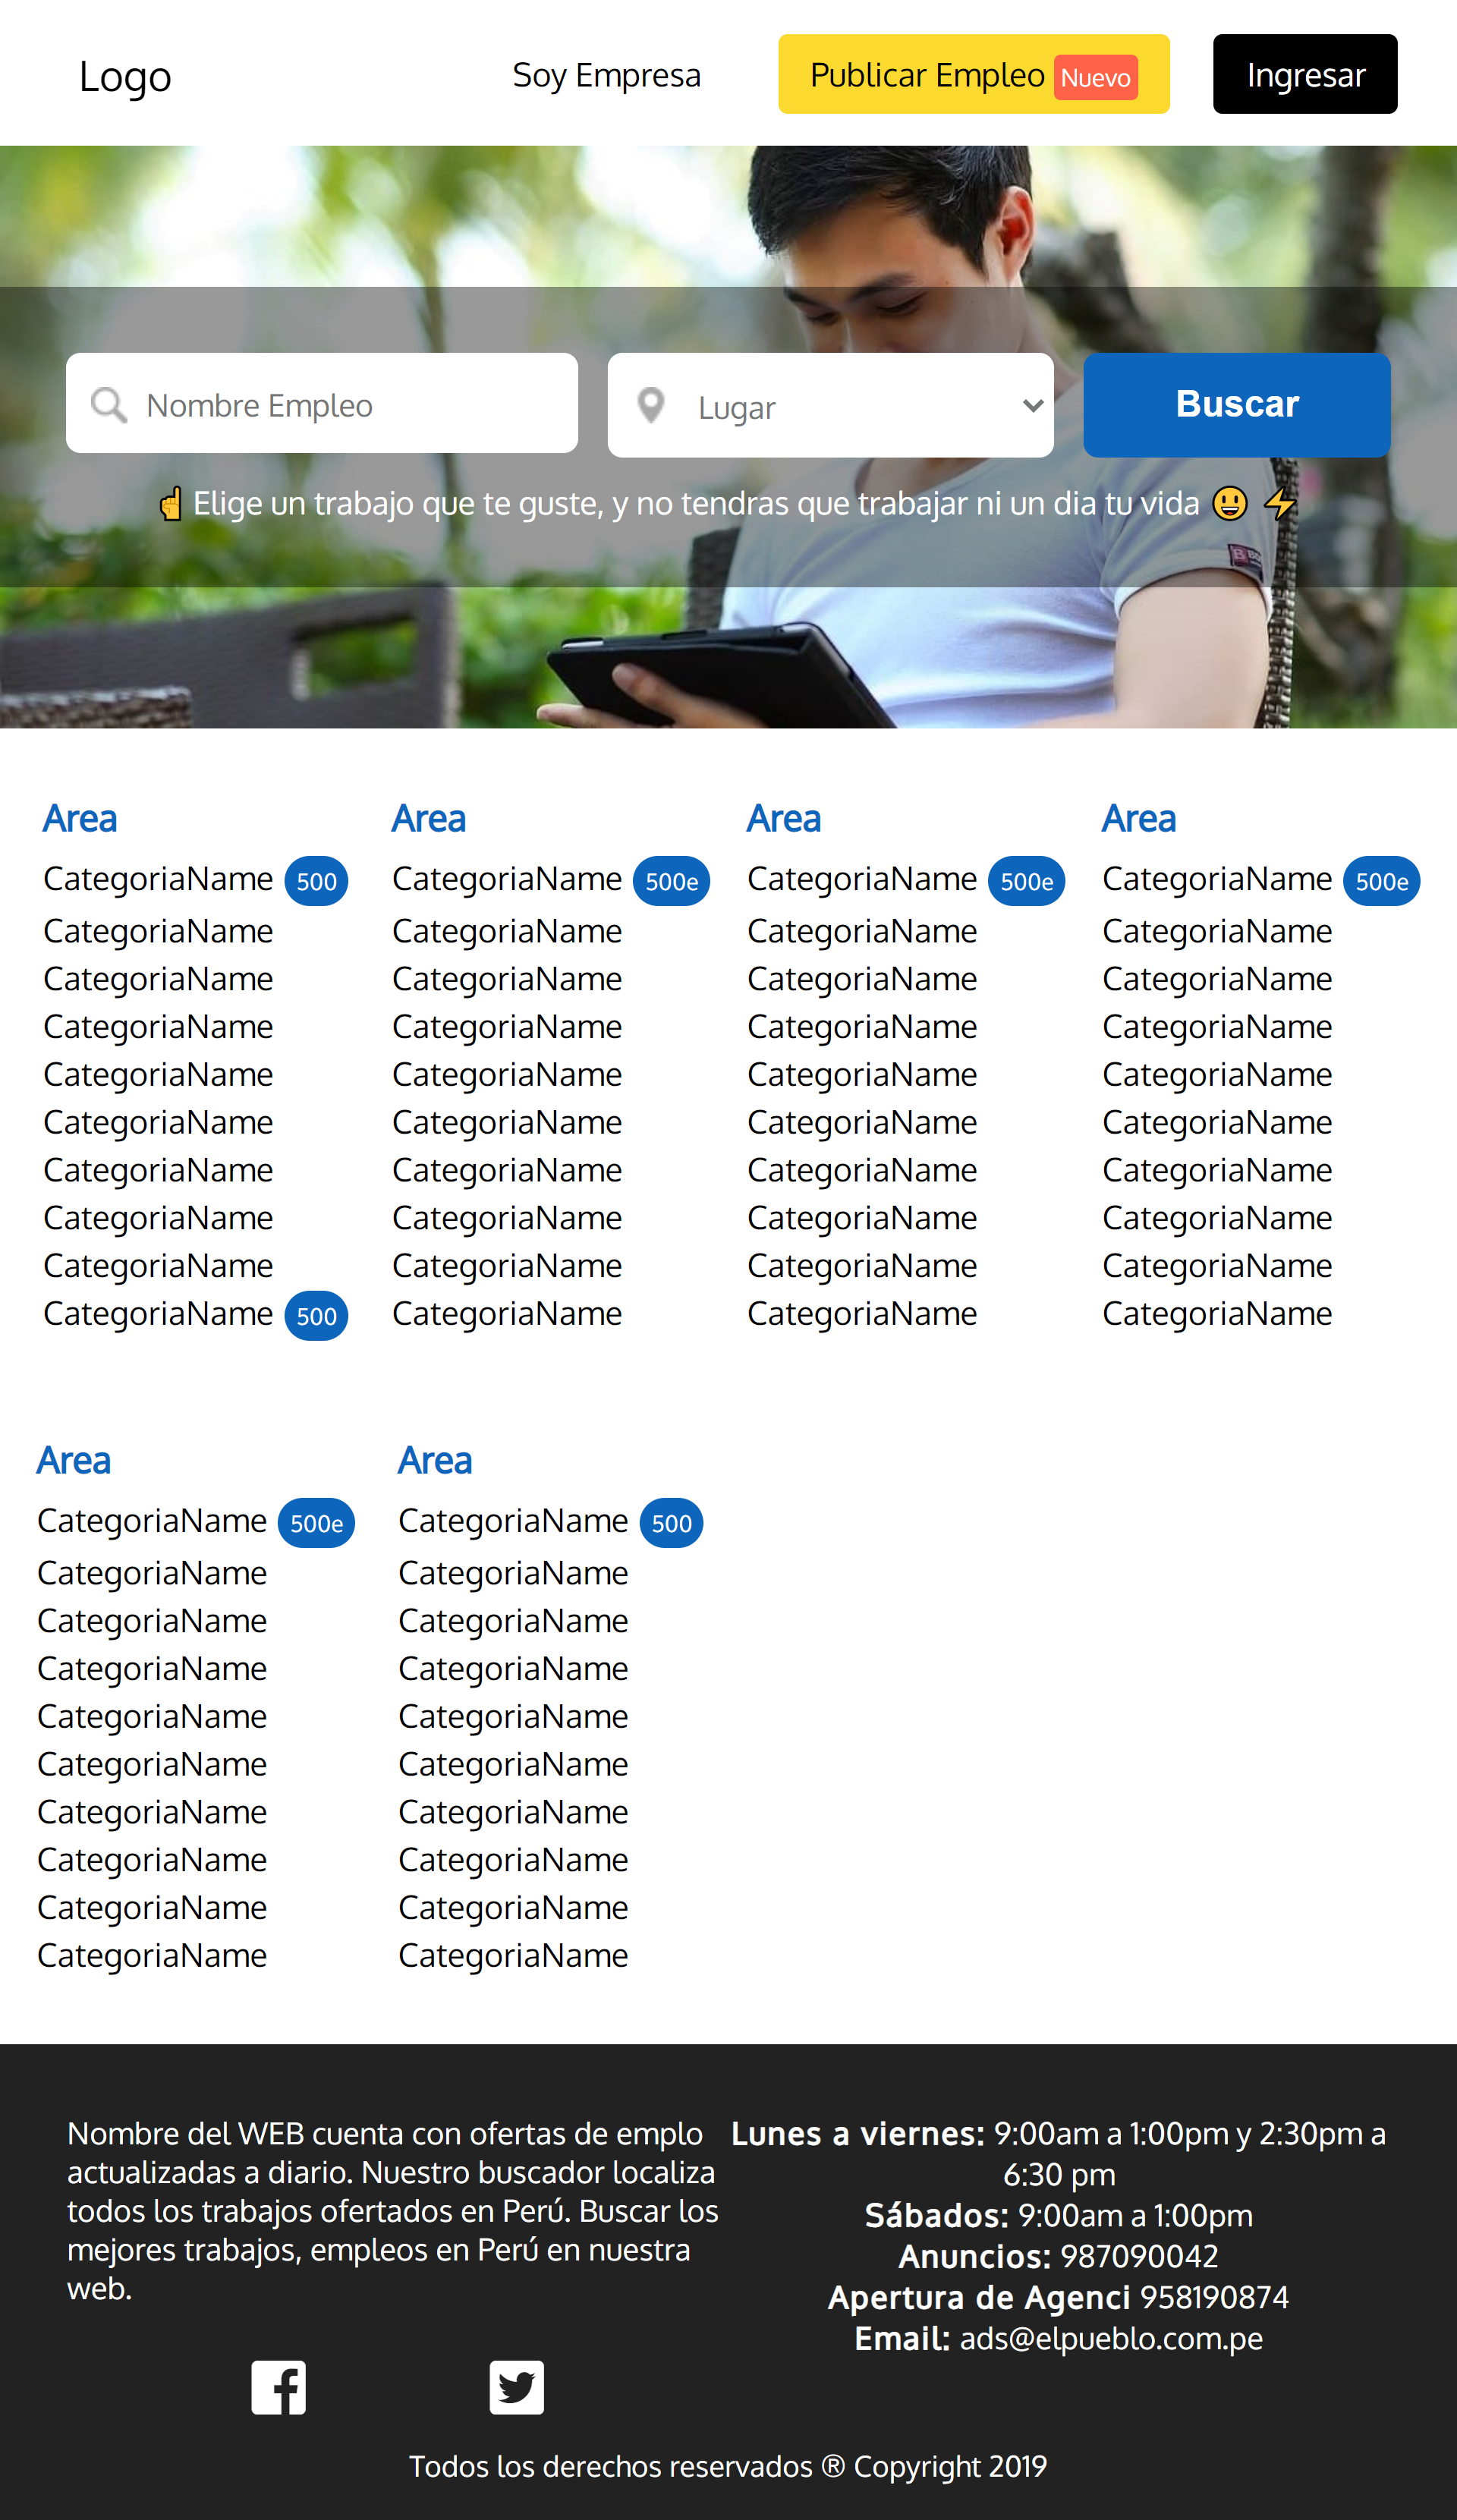 Logo
Soy Empresa
Publicar Empleo Nuevo
Ingresar
Nombre Empleo
Lugar
Buscar
☝ Elige un trabajo que te guste, y no tendras que trabajar ni un dia tu vida 😃 ⚡
Area
CategoriaName 500
CategoriaName
CategoriaName
CategoriaName
CategoriaName
CategoriaName
CategoriaName
CategoriaName
CategoriaName
CategoriaName 500
Area
CategoriaName 500e
CategoriaName
CategoriaName
CategoriaName
CategoriaName
CategoriaName
CategoriaName
CategoriaName
CategoriaName
CategoriaName
Area
CategoriaName 500e
CategoriaName
CategoriaName
CategoriaName
CategoriaName
CategoriaName
CategoriaName
CategoriaName
CategoriaName
CategoriaName
Area
CategoriaName 500e
CategoriaName
CategoriaName
CategoriaName
CategoriaName
CategoriaName
CategoriaName
CategoriaName
CategoriaName
CategoriaName
Area
CategoriaName 500e
CategoriaName
CategoriaName
CategoriaName
CategoriaName
CategoriaName
CategoriaName
CategoriaName
CategoriaName
CategoriaName
Area
CategoriaName 500
CategoriaName
CategoriaName
CategoriaName
CategoriaName
CategoriaName
CategoriaName
CategoriaName
CategoriaName
CategoriaName
Nombre del WEB cuenta con ofertas de emplo
actualizadas a diario. Nuestro buscador localiza
todos los trabajos ofertados en Perú. Buscar los
mejores trabajos, empleos en Perú en nuestra
web.
Lunes a viernes: 9:00am a 1:00pm y 2:30pm a
6:30 pm
Sábados: 9:00am a 1:00pm
Anuncios: 987090042
Apertura de Agenci 958190874
Email: ads@elpueblo.com.pe
Todos los derechos reservados ® Copyright 2019